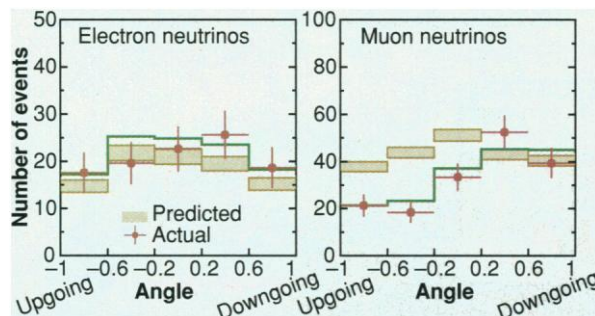 Electron neutrinos
Muon neutrinos
Number of events
50
40
30
25
20
10
0
100
80
60
40
20
0
Predicted
Actual
−1 −0.6 −0.2 0.2 0.6 1
−1 −0.6 −0.2 0.2 0.6 1
Upgoing Angle Downgoing
Upgoing Angle Downgoing